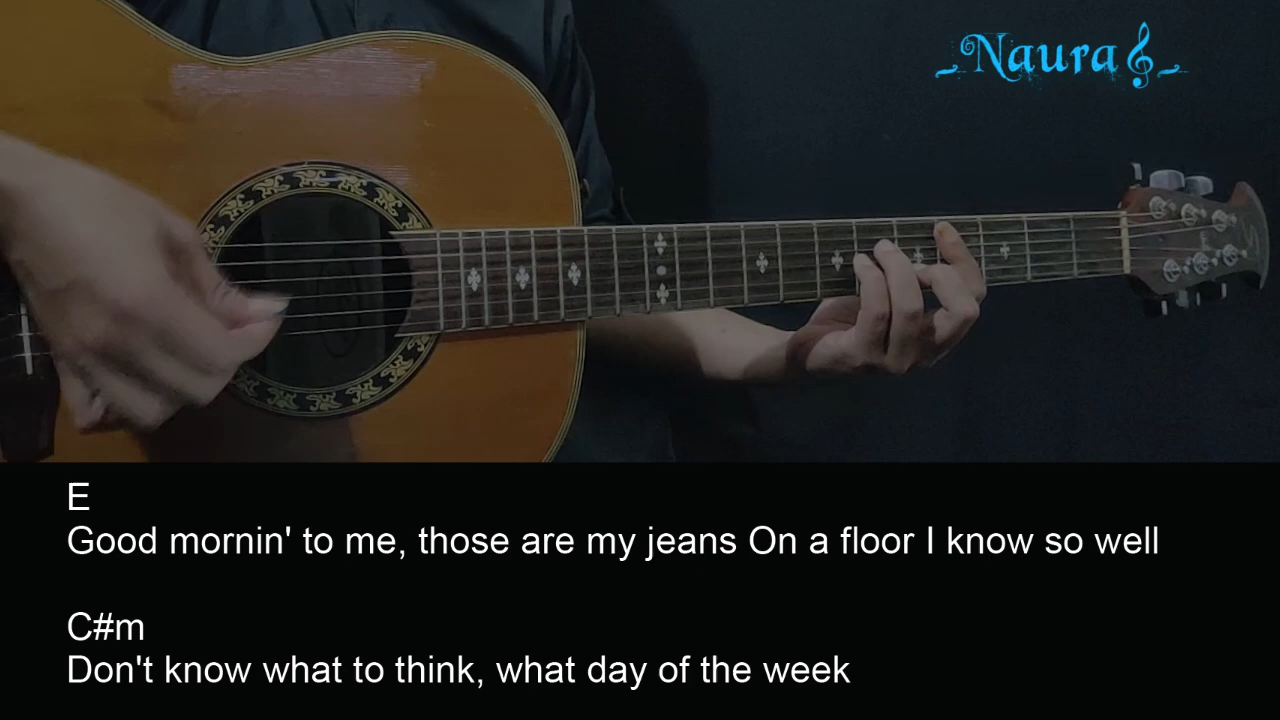 Naura
E
Good mornin' to me, those are my jeans On a floor I know so well
C#m
Don't know what to think, what day of the week